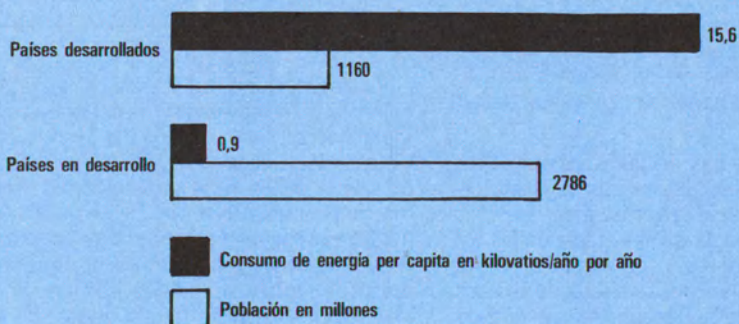 Países desarrollados
15,6
1160
Países en desarrollo
0,9
2786
Consumo de energía per capita en kilovatios/año por año
Población en millones